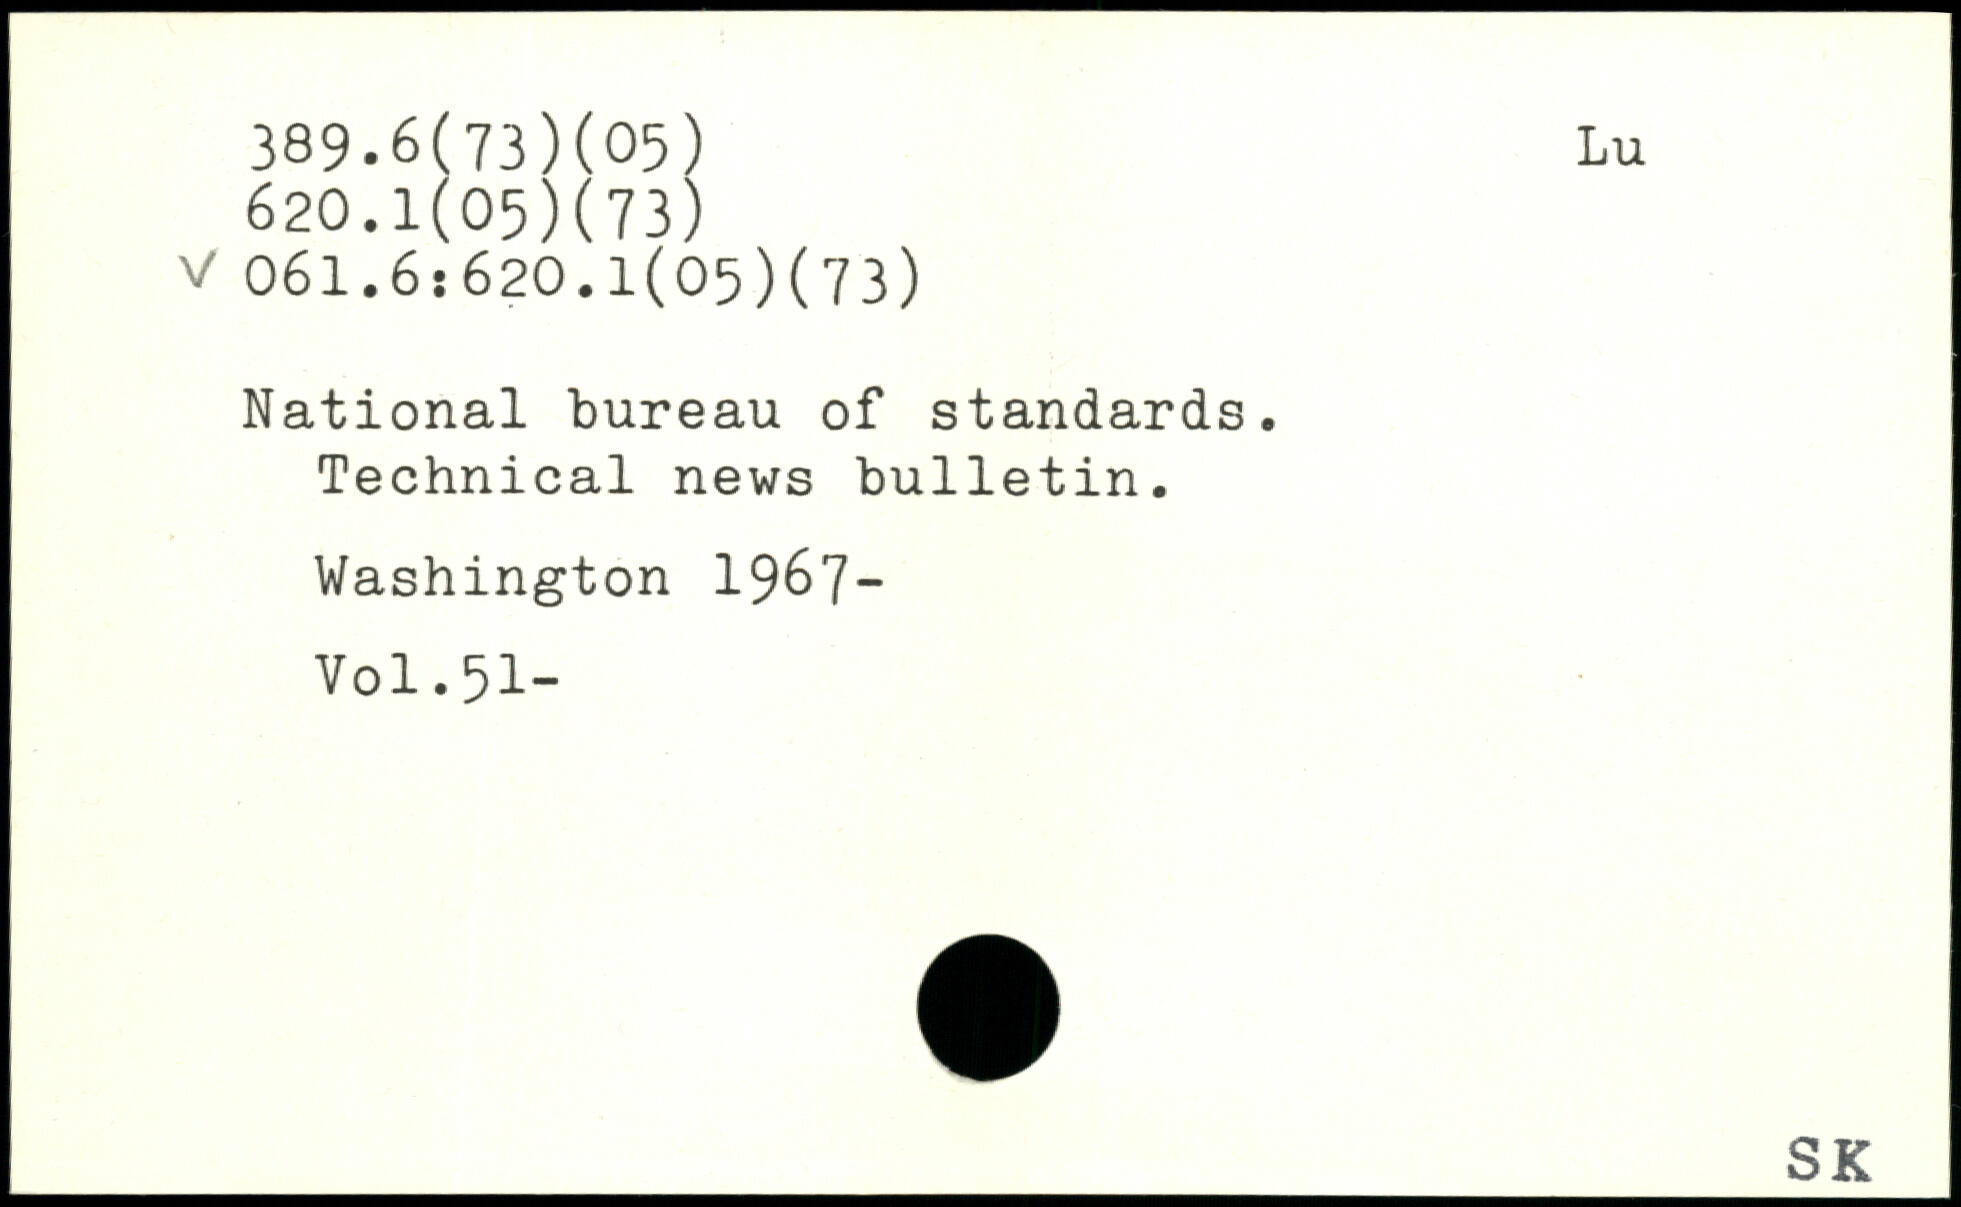 389.6(73)(05) Lu
620.1(05)(73)
V 061.6:620.1(05)(73)
National bureau of standards.
Technical news bulletin.
Washington 1967-
Vol.51-
SK